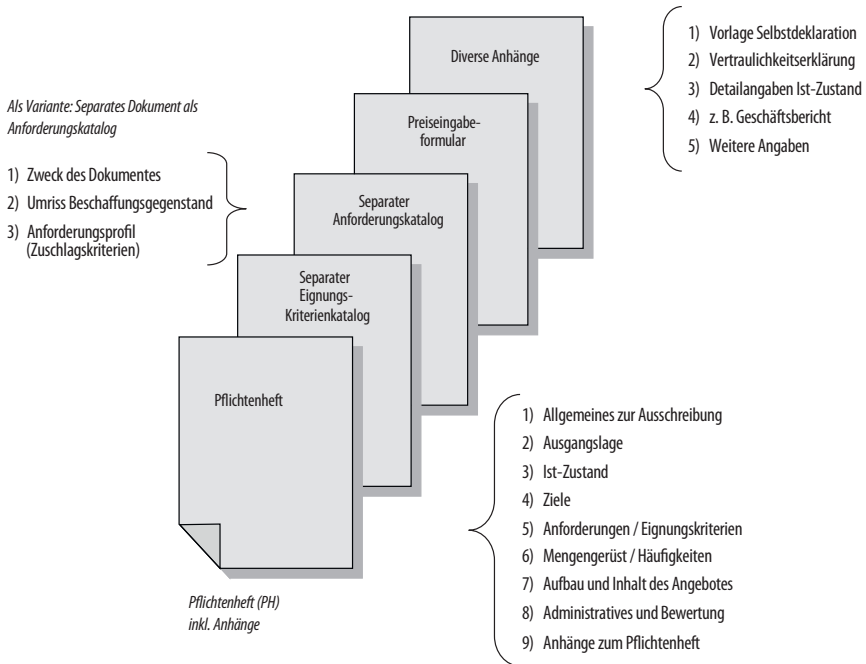 Diverse Anhänge
1) Vorlage Selbstdeklaration
2) Vertraulichkeitserklärung
3) Detailangaben Ist-Zustand
4) z. B. Geschäftsbericht
5) Weitere Angaben
Als Variante: Separates Dokument als
Anforderungskatalog
1) Zweck des Dokumentes
2) Umriss Beschaffungsgegenstand
3) Anforderungsprofil
(Zuschlagskriterien)
Preiseingabe-
formular
Separater
Anforderungskatalog
Separater
Eignungs-
Kriterienkatalog
Pflichtenheft
Pflichtenheft (PH)
inkl. Anhänge
1) Allgemeines zur Ausschreibung
2) Ausgangslage
3) Ist-Zustand
4) Ziele
5) Anforderungen / Eignungskriterien
6) Mengengerüst / Häufigkeiten
7) Aufbau und Inhalt des Angebotes
8) Administratives und Bewertung
9) Anhänge zum Pflichtenheft